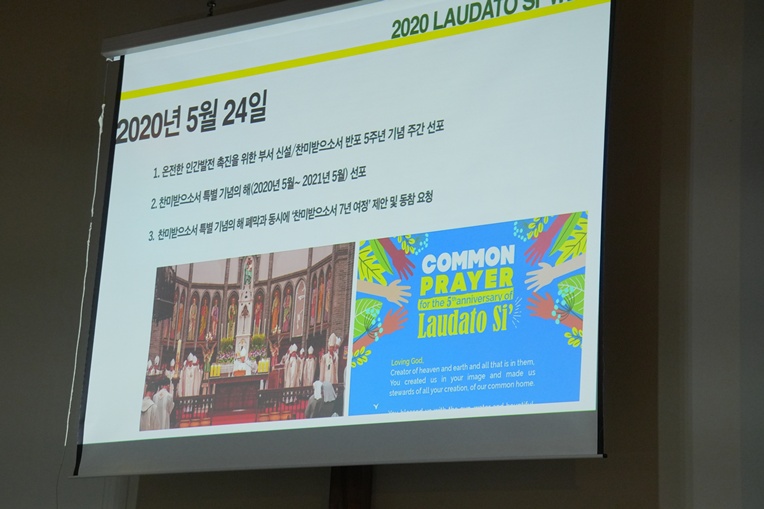 2020 LAUDATO SI'
2020년 5월 24일
1. 온전한 인간발전 촉진을 위한 부서 신설/찬미받으소서 반포 5주년 기념 주간 선포
2. 찬미받으소서 특별 기념의 해(2020년 5월~ 2021년 5월) 선포
3. 찬미받으소서 특별 기념의 해 폐막과 동시에 ‘찬미받으소서 7년 여정’ 제안 및 동참 요청
COMMON
PRAYER
for the 5th anniversary of
Laudato Si'
Loving God,
Creator of heaven and earth and all that is in them.
You created us in your image and made us
stewards of all your creation, of our common home.